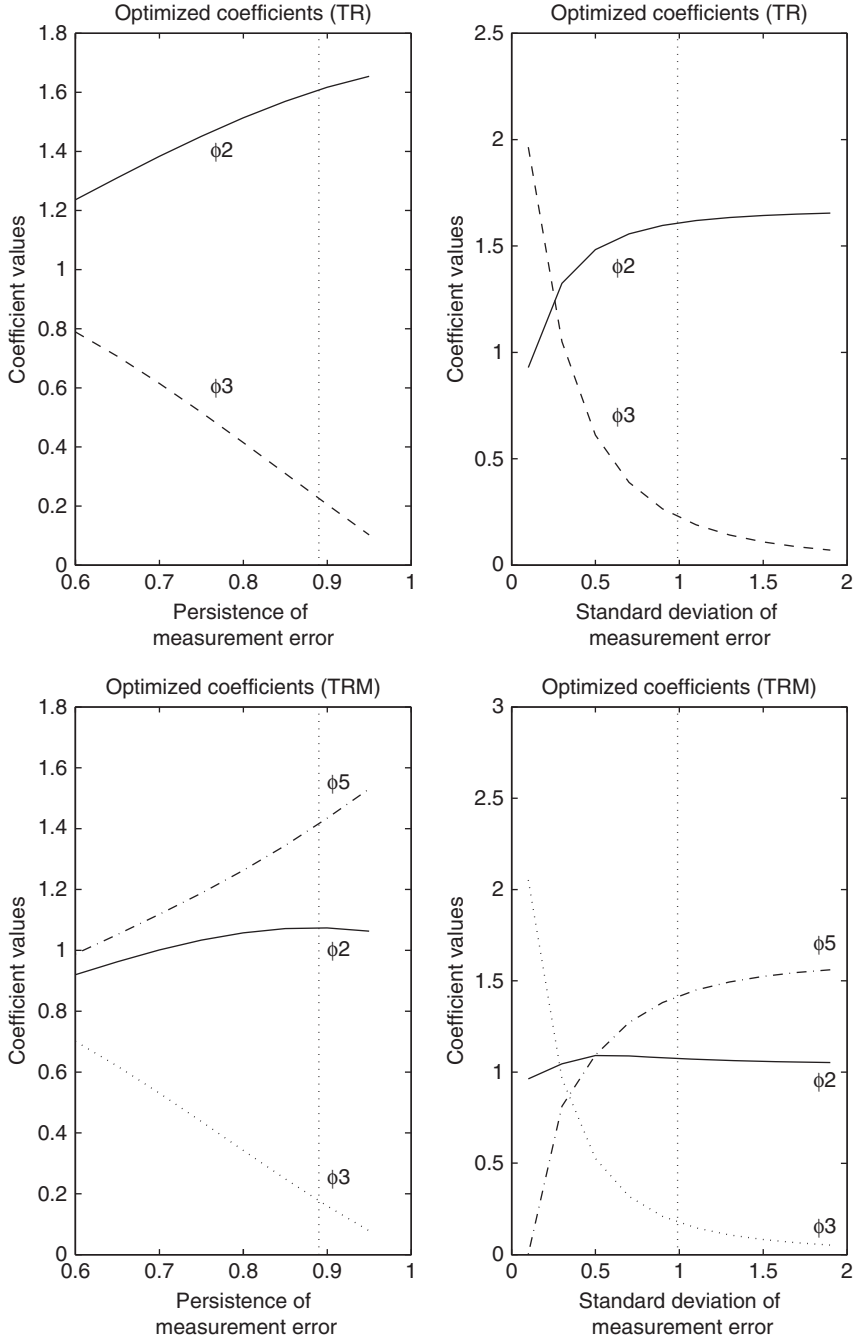 Optimized coefficients (TR)
1.8
1.6
1.4
1.2
1
0.8
0.6
0.4
0.2
0
Coefficient values
ϕ2
ϕ3
0.6
0.7
0.8
0.9
1
Persistence of
measurement error
Optimized coefficients (TR)
2.5
2
1.5
1
0.5
0
Coefficient values
ϕ2
ϕ3
0
0.5
1
1.5
2
Standard deviation of
measurement error
Optimized coefficients (TRM)
1.8
1.6
1.4
1.2
1
0.8
0.6
0.4
0.2
0
Coefficient values
ϕ5
ϕ2
ϕ3
0.6
0.7
0.8
0.9
1
Persistence of
measurement error
Optimized coefficients (TRM)
3
2.5
2
1.5
1
0.5
0
Coefficient values
ϕ5
ϕ2
ϕ3
0
0.5
1
1.5
2
Standard deviation of
measurement error